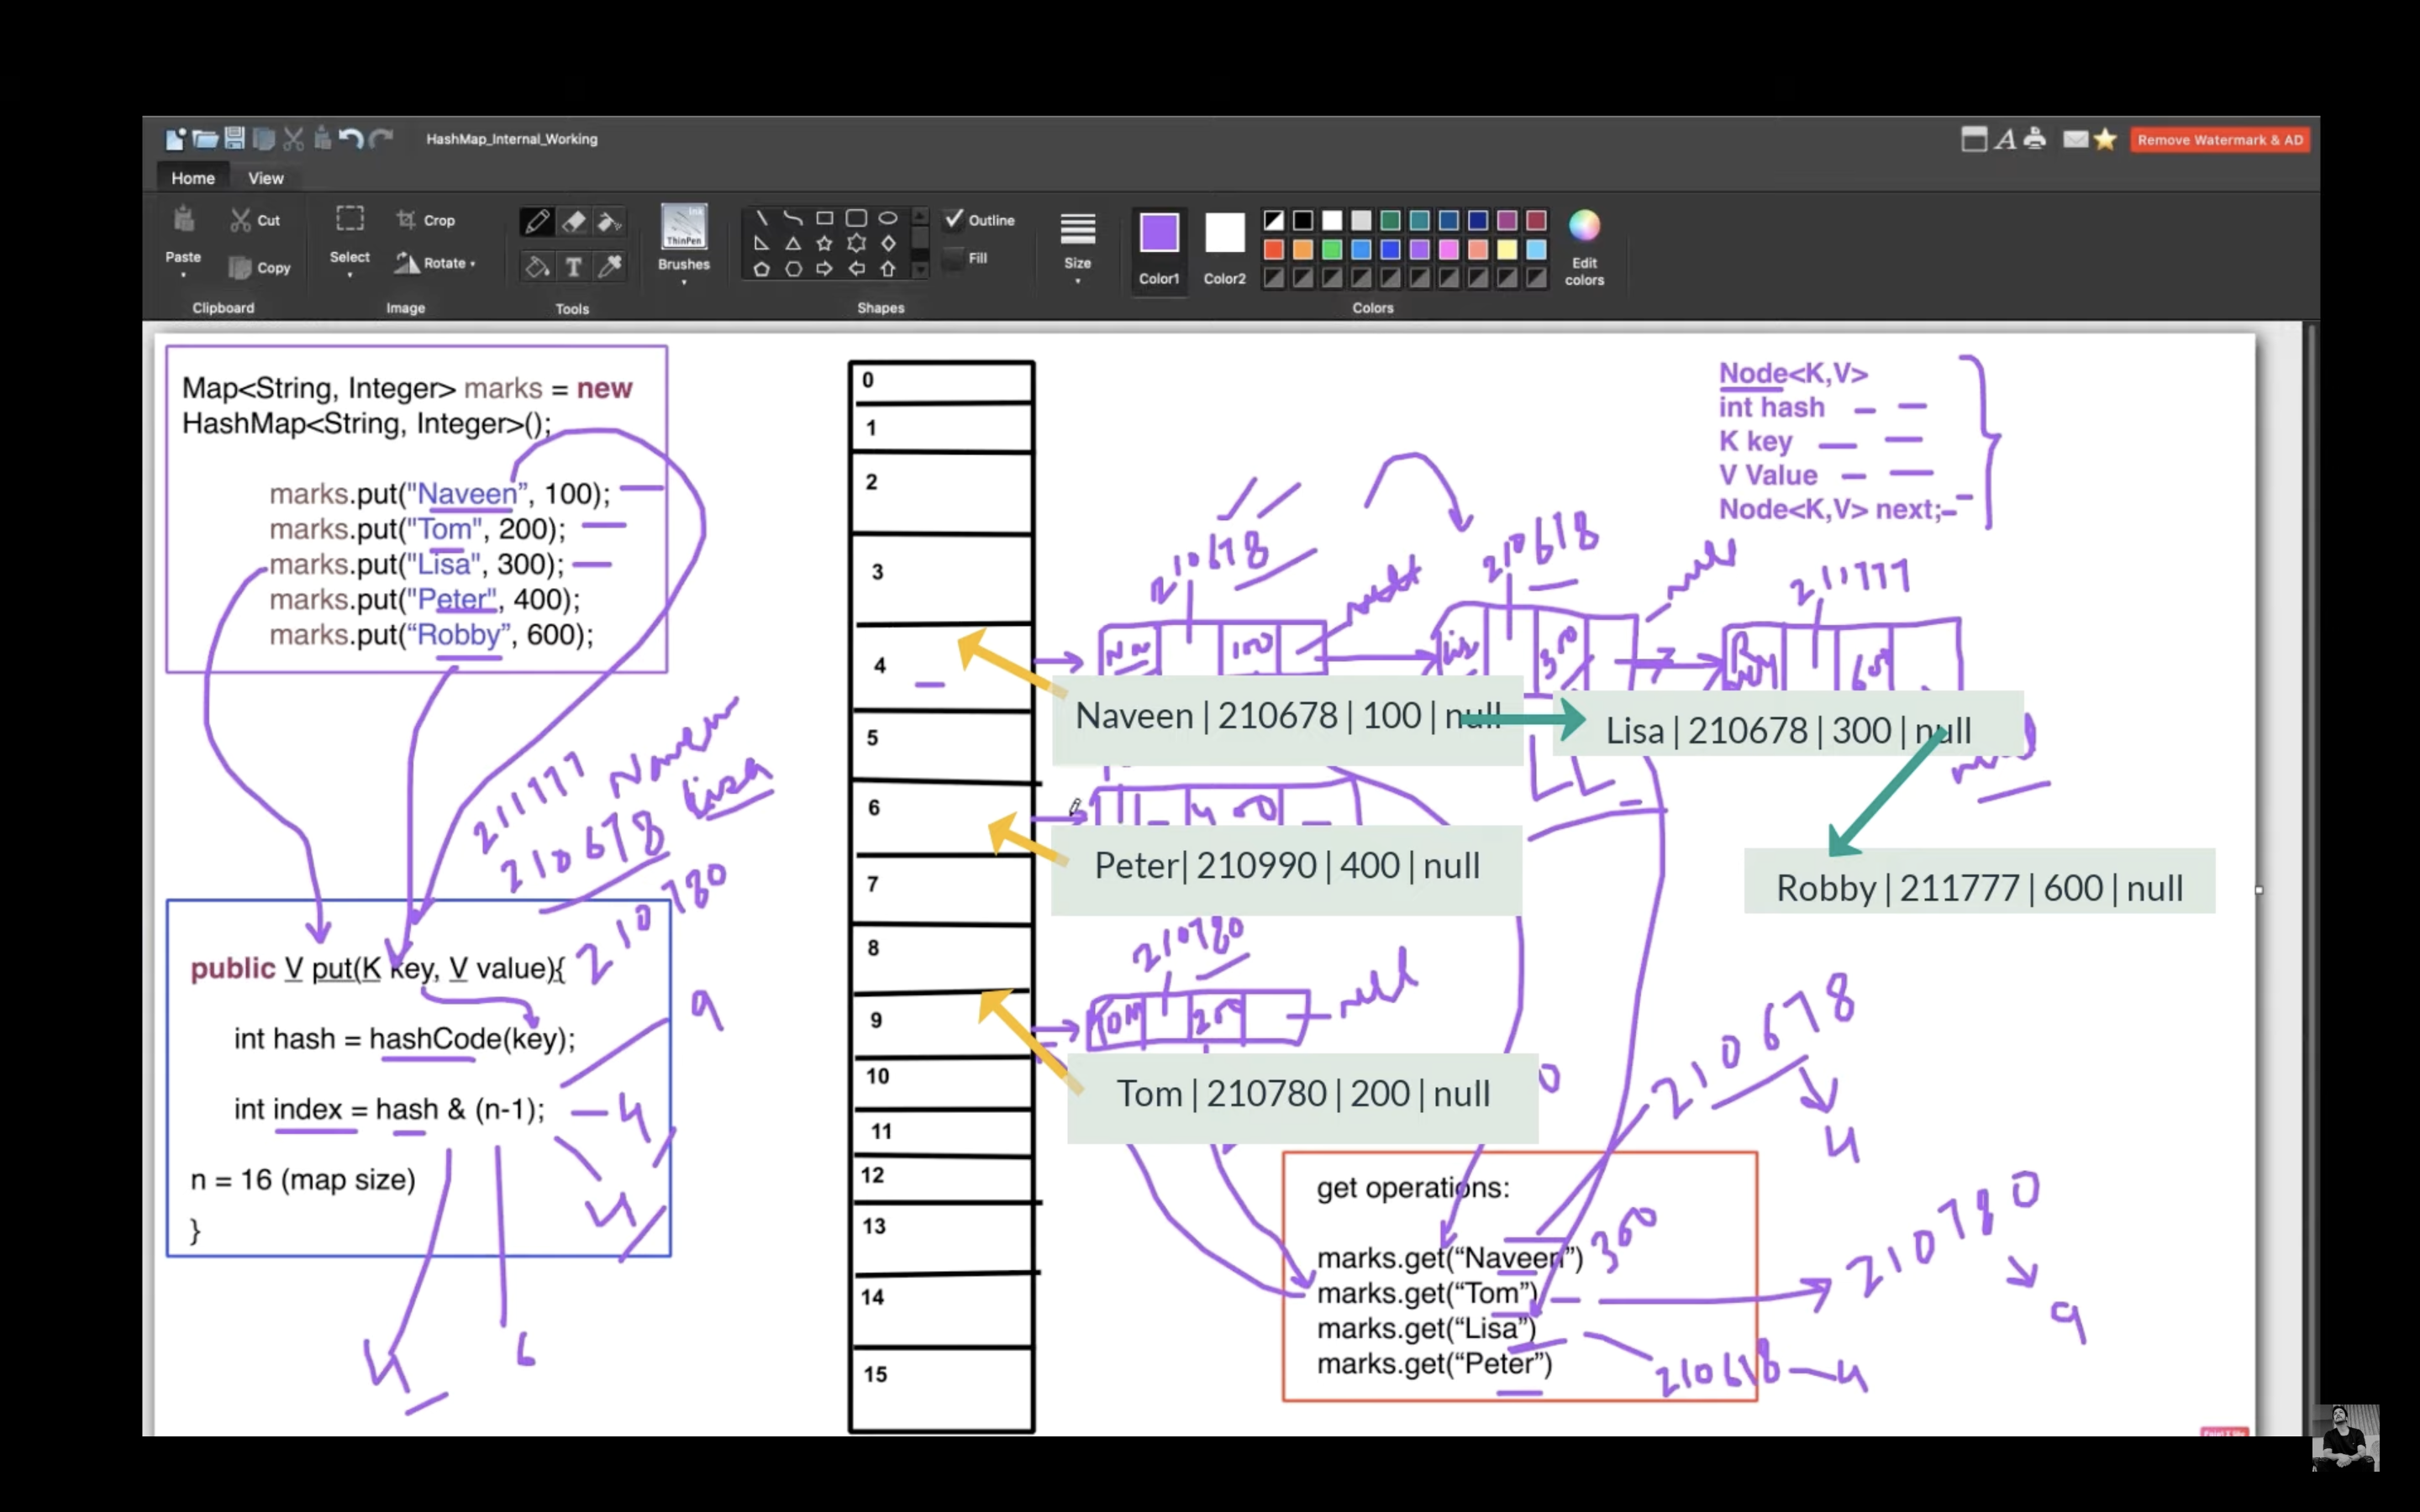 HashMap_Internal_Working
Remove Watermark & AD
Home View
Paste Cut Copy
Clipboard
Select Crop Rotate
Image
Tools
Brushes
Outline
Fill
Shapes
Size
Color1 Color2
Edit colors
Colors
Map<String, Integer> marks = new
HashMap<String, Integer>();
marks.put("Naveen”, 100);
marks.put("Tom", 200);
marks.put("Lisa", 300);
marks.put("Peter", 400);
marks.put(“Robby”, 600);
211777 Naveen
210678 Lisa
210780
public V put(K key, V value){
int hash = hashCode(key);
9
int index = hash & (n-1);
4
n = 16 (map size)
4
}
4
6
0
1
2
3
4
5
6
7
8
9
10
11
12
13
14
15
Node<K,V>
int hash
K key
V Value
Node<K,V> next;
210678
210678
null
211777
100
Naveen | 210678 | 100 | null
Lisa | 210678 | 300 | null
400
Peter| 210990 | 400 | null
Robby | 211777 | 600 | null
210780
Tom 200 null
Tom | 210780 | 200 | null
0
210678
4
get operations:
marks.get(“Naveen”)
300
marks.get(“Tom”)
210780
9
marks.get(“Lisa”)
210678 4
marks.get(“Peter”)